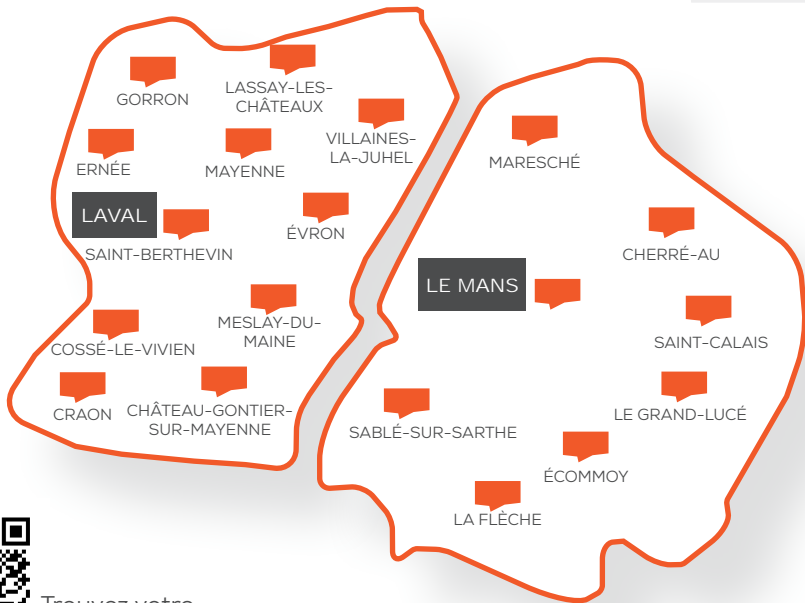 GORRON
LASSAY-LES-
CHÂTEAUX
VILLAINES-
LA-JUHEL
ERNÉE
MAYENNE
LAVAL
SAINT-BERTHEVIN
ÉVRON
COSSÉ-LE-VIVIEN
MESLAY-DU-
MAINE
CRAON
CHÂTEAU-GONTIER-
SUR-MAYENNE
MARESCHÉ
CHERRÉ-AU
LE MANS
SAINT-CALAIS
SABLÉ-SUR-SARTHE
LE GRAND-LUCÉ
ÉCOMMOY
LA FLÈCHE
Trouvez votre